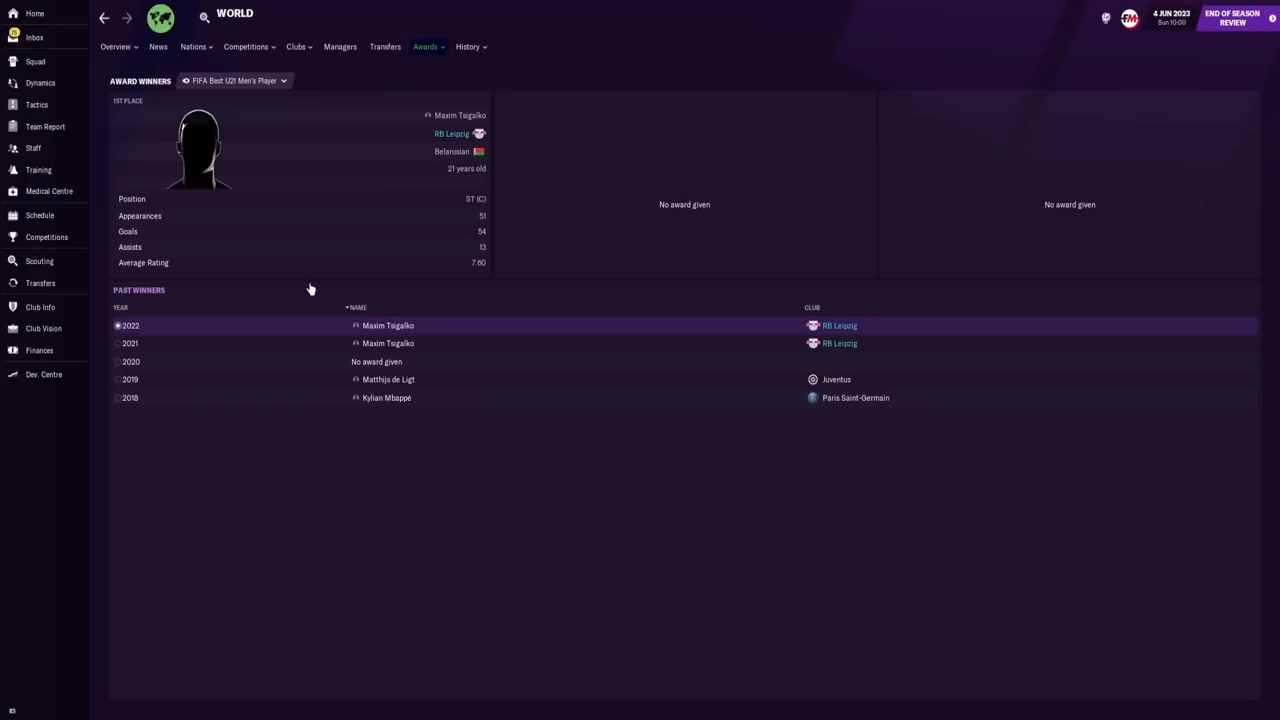 Home
WORLD
4 JUN 2023
Sun 10:00
END OF SEASON
REVIEW
Inbox
Overview
News
Nations
Competitions
Clubs
Managers
Transfers
Awards
History
Squad
Dynamics
Tactics
Team Report
Staff
Training
Medical Centre
Schedule
Competitions
Scouting
Transfers
Club Info
Club Vision
Finances
Dev. Centre
AWARD WINNERS
FIFA Best U21 Men's Player
1ST PLACE
Maxim Tsigalko
RB Leipzig
Belarusian
21 years old
Position ST (C)
Appearances 51
Goals 54
Assists 13
Average Rating 7.60
No award given
No award given
PAST WINNERS
YEAR NAME CLUB
2022 Maxim Tsigalko RB Leipzig
2021 Maxim Tsigalko RB Leipzig
2020 No award given
2019 Matthijs de Ligt Juventus
2018 Kylian Mbappé Paris Saint-Germain